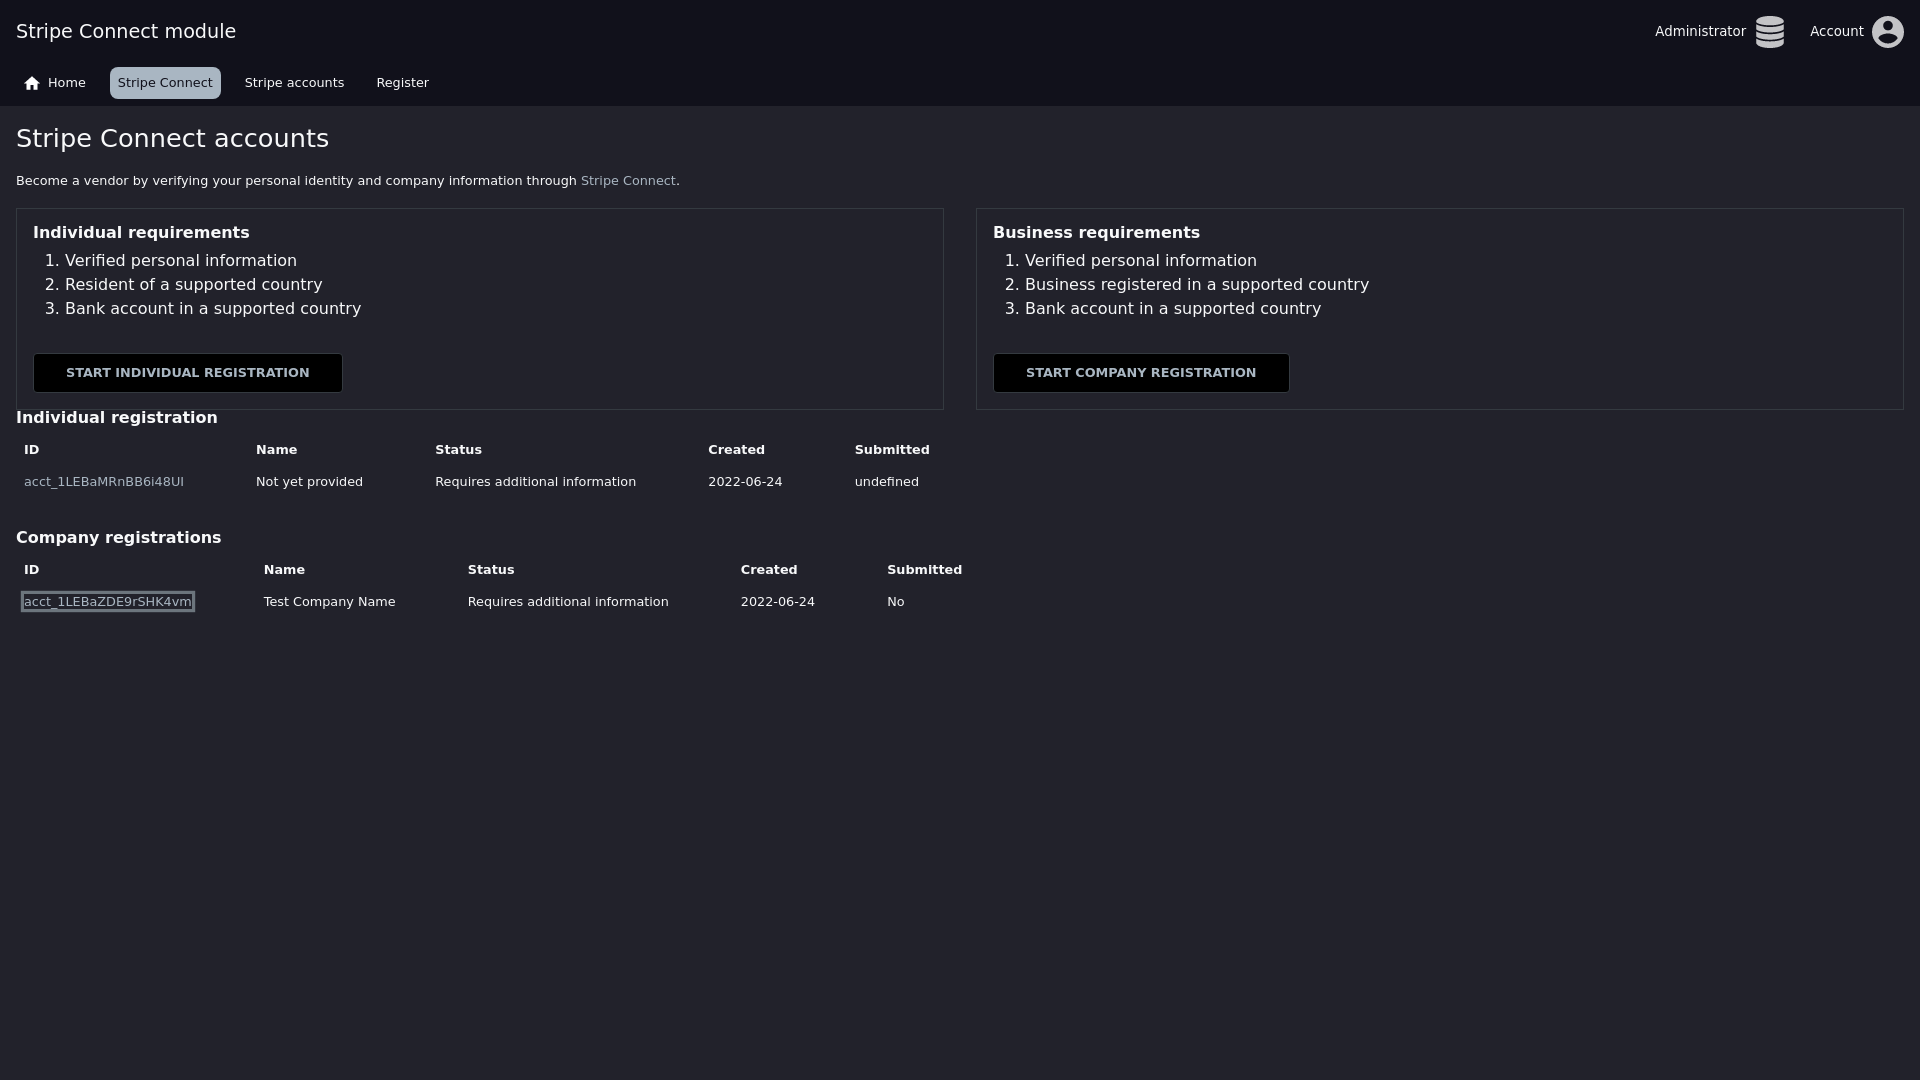 Stripe Connect module
Administrator
Account
Home
Stripe Connect
Stripe accounts
Register
Stripe Connect accounts
Become a vendor by verifying your personal identity and company information through Stripe Connect.
Individual requirements
1. Verified personal information
2. Resident of a supported country
3. Bank account in a supported country
START INDIVIDUAL REGISTRATION
Business requirements
1. Verified personal information
2. Business registered in a supported country
3. Bank account in a supported country
START COMPANY REGISTRATION
Individual registration
ID Name Status Created Submitted
acct_1LEBaMRnBB6i48UI Not yet provided Requires additional information 2022-06-24 undefined
Company registrations
ID Name Status Created Submitted
acct_1LEBaZDE9rSHK4vm Test Company Name Requires additional information 2022-06-24 No